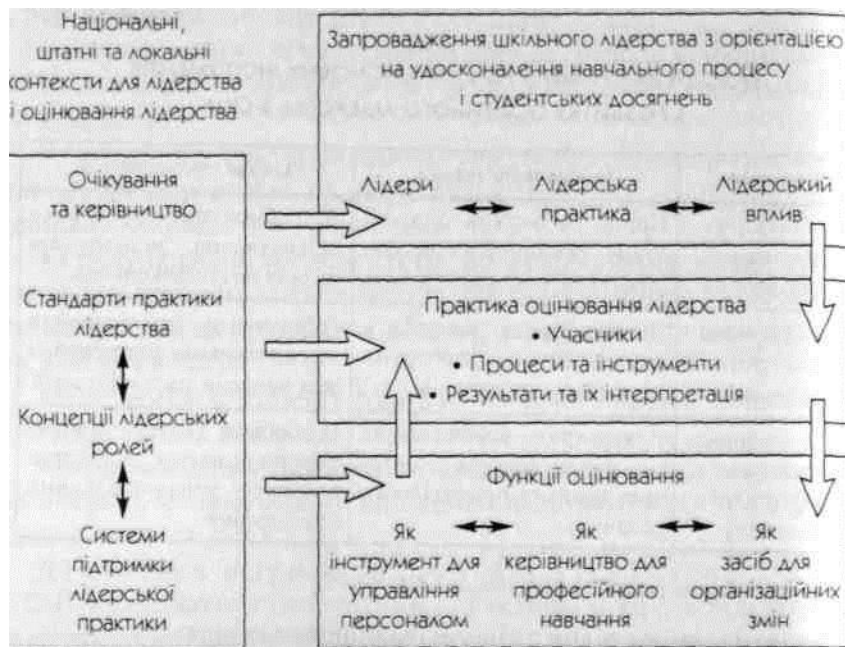 Національні,
штатні та локальні
контексти для лідерства
і оцінювання лідерства
Запровадження шкільного лідерства з орієнтацією
на удосконалення навчального процесу
і студентських досягнень
Очікування
та керівництво
Стандарти практики
лідерства
Концепції лідерських
ролей
Системи
підтримки
лідерської
практики
Лідери
Лідерська
практика
Лідерський
вплив
Практика оцінювання лідерства
• Учасники
• Процеси та інструменти
• Результати та їх інтерпретація
Функції оцінювання
Як
інструмент для
управління
персоналом
Як
керівництво для
професійного
навчання
Як
засіб для
організаційних
змін